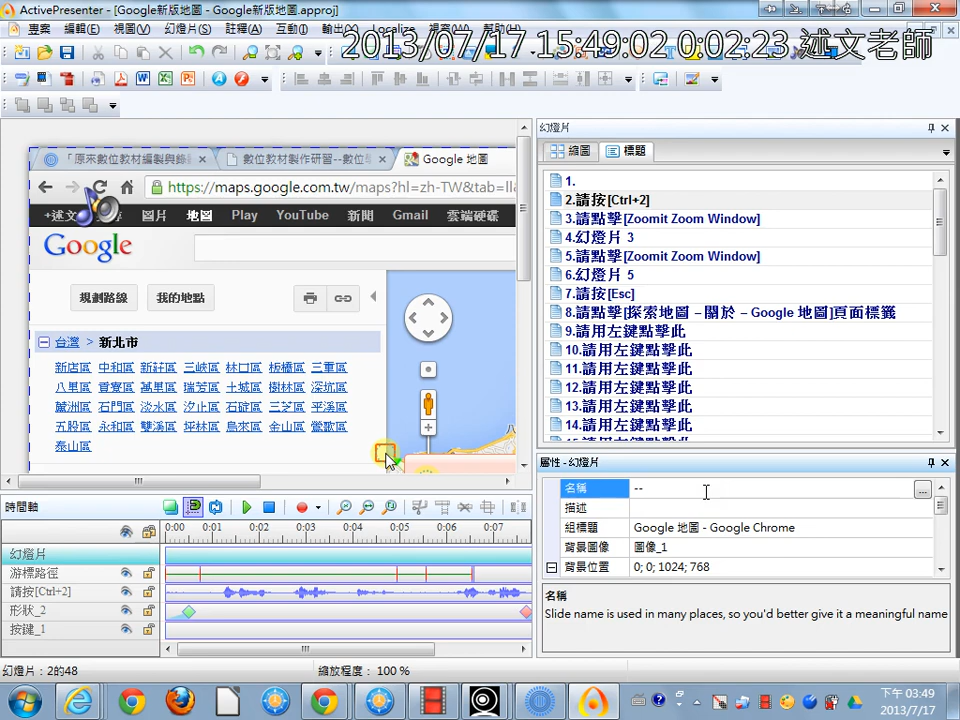 ActivePresenter - [Google新版地圖 - Google新版地圖.approj]
專案 編輯(E) 視圖(V) 幻燈片(S) 註釋(A) 互動(I) 輸出(X) Localize 視窗(W) 幫助(H)
2013/07/17 15:49:02 0:02:23 述文老師
數位教材製作研習--數位學
Google 地圖
https://maps.google.com.tw/maps?hl=zh-TW&tab=ll
+述文 圖片 地圖 Play YouTube 新聞 Gmail 雲端硬碟
Google
規劃路線 我的地點
台灣 > 新北市
新店區 中和區 新莊區 三峽區 林口區 板橋區 三重區
八里區 貢寮區 萬里區 瑞芳區 土城區 樹林區 深坑區
蘆洲區 石門區 淡水區 汐止區 石碇區 三芝區 平溪區
五股區 永和區 雙溪區 坪林區 烏來區 金山區 鶯歌區
泰山區
幻燈片
縮圖 標題
1.
2.請按[Ctrl+2]
3.請點擊[Zoomit Zoom Window]
4.幻燈片 3
5.請點擊[Zoomit Zoom Window]
6.幻燈片 5
7.請按[Esc]
8.請點擊[探索地圖 – 關於 – Google 地圖]頁面標籤
9.請用左鍵點擊此
10.請用左鍵點擊此
11.請用左鍵點擊此
12.請用左鍵點擊此
13.請用左鍵點擊此
14.請用左鍵點擊此
屬性 - 幻燈片
名稱 --
描述
組標題 Google 地圖 - Google Chrome
背景圖像 圖像_1
背景位置 0; 0; 1024; 768
名稱
Slide name is used in many places, so you'd better give it a meaningful name
時間軸
0:00 0:01 0:02 0:03 0:04 0:05 0:06 0:07
幻燈片
游標路徑
請按[Ctrl+2]
形狀_2
按鍵_1
幻燈片：2的48
縮放程度： 100 %
下午 03:49
2013/7/17